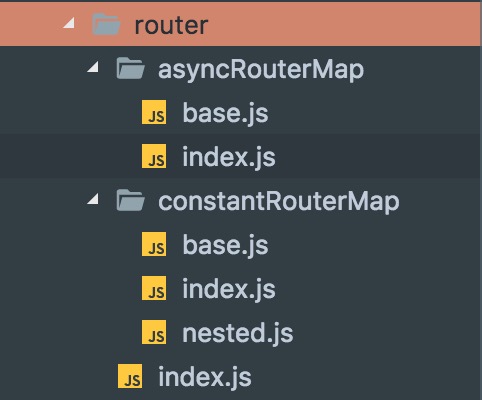 router
asyncRouterMap
JS base.js
JS index.js
constantRouterMap
JS base.js
JS index.js
JS nested.js
JS index.js